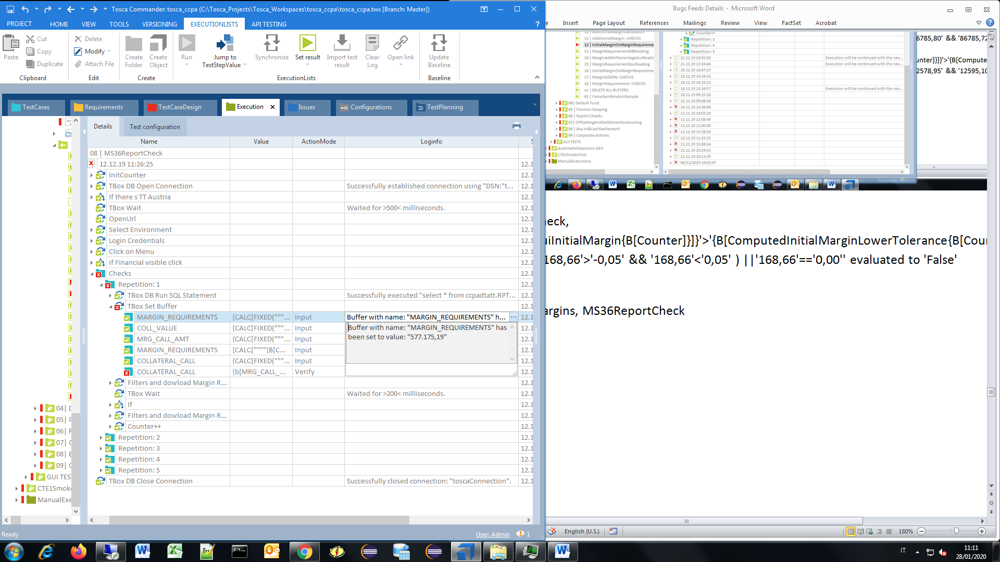 Tosca Commander: tosca_ccpa (C:\Tosca_Projects\Tosca_Workspaces\tosca_ccpa\tosca_ccpa.tws [Branch: Master])
PROJECT HOME VIEW TOOLS VERSIONING EXECUTIONLISTS API TESTING
Paste
Cut
Copy
Duplicate
Clipboard
Delete
Modify
Attach File
Edit
Create Folder
Create Object
Create
Run
Jump to TestStepValue
Synchronize
Set result
Import test result
Clear Log
Open link
ExecutionLists
Update Baseline
Baseline
TestCases Requirements TestCaseDesign Execution Issues Configurations TestPlanning
04| D
05| P
06| F
07| C
08| E
09| C
GUI TEST
CTE1Smoke
ManualExe
Details Test configuration
Name Value ActionMode Loginfo S
08 | MS36ReportCheck
12.12.19 11:26:25 12.1
InitCounter 12.1
TBox DB Open Connection Successfully established connection using "DSN:"t... 12.1
If there s TT Austria 12.1
TBox Wait Waited for >500< milliseconds. 12.1
OpenUrl 12.1
Select Environment 12.1
Login Credentials 12.1
Click on Menu 12.1
if Financial visible click 12.1
Checks 12.1
Repetition: 1 12.1
TBox DB Run SQL Statement Successfully executed "select * from ccpadtatt.RPT... 12.1
TBox Set Buffer 12.1
MARGIN_REQUIREMENTS {CALC[FIXED("""... Input Buffer with name: "MARGIN_REQUIREMENTS" h... 12.1
COLL_VALUE {CALC[FIXED("""... Input 12.1
Buffer with name: "MARGIN_REQUIREMENTS" has
been set to value: "577.175,19"
MRG_CALL_AMT {CALC[FIXED("""... Input 12.1
MARGIN_REQUIREMENTS {CALC[""""{B[C... Input 12.1
COLLATERAL_CALL {CALC[FIXED("""... Input 12.1
COLLATERAL_CALL {b[MRG_CALL_... Verify 12.1
Filters and dowload Margin R... 12.1
TBox Wait Waited for >200< milliseconds. 12.1
If 12.1
Filters and dowload Margin R... 12.1
Counter++ 12.1
Repetition: 2 12.1
Repetition: 3 12.1
Repetition: 4 12.1
Repetition: 5 12.1
TBox DB Close Connection Successfully closed connection: "toscaConnection". 12.1
Ready User: Admin 1
Bugs Feeds Details - Microsoft Word
e Insert Page Layout References Mailings Review View FactSet Acrobat
10 | AdditionalMarginCalculation
11 | AdditionalMargin--CHECKS
12 | InitialMarginOnMarginRequireme
13 | MarginRequirementDBReading
14 | MarginAddInPercentageGuiReading
15 | MarginRequirementGuiReading
16 | InitialMarginOnMarginRequireme
17 | MarginADDIN--CHECKS
18 | MarginRequirement--CHECKS
xx | DELETE ALL BUFFERS
01 | ForceNonRandomSample
04| Default Fund
05 | Position Keeping
06 | Report Checks
07| OffSettingAndSettlementInstructing
08 | Buy In&CashSettlement
09 | Corporate Actions
GUI TESTS
AutomaticExecution-DEV
CTE1SmokeTest
ManualExecutions
Counter++
Repetition: 3
Repetition: 4
Repetition: 5
21.11.19 14:03:50 Execution will be continued with the nex...
21.11.19 13:16:44 Execution will be continued with the nex...
20.11.19 14:47:27
18.11.19 14:34:15
18.11.19 14:25:23
18.11.19 13:34:57 Execution will be continued with the nex...
18.11.19 09:25:18
15.11.19 09:48:26
14.11.19 13:30:04
13.11.19 18:02:24
13.11.19 12:08:49
13.11.19 11:00:06
12.11.19 13:28:58
12.11.19 11:32:21
11.11.19 15:08:14
11.11.19 10:29:33
11.11.19 10:13:39
08/11/2019 18:01:47
6785,80' && '86785,72
unter]}]}'>'{B[Compute
2578,95' && '12595,10
eck,
uiInitialMargin{B[Counter]}]}'>'{B[ComputedInitialMarginLowerTolerance{B[Cou
168,66'>'-0,05' && '168,66'<'0,05' ) ||'168,66'=='0,00'' evaluated to 'False'
argins, MS36ReportCheck
English (U.S.) 180%
IT
11:11
28/01/2020